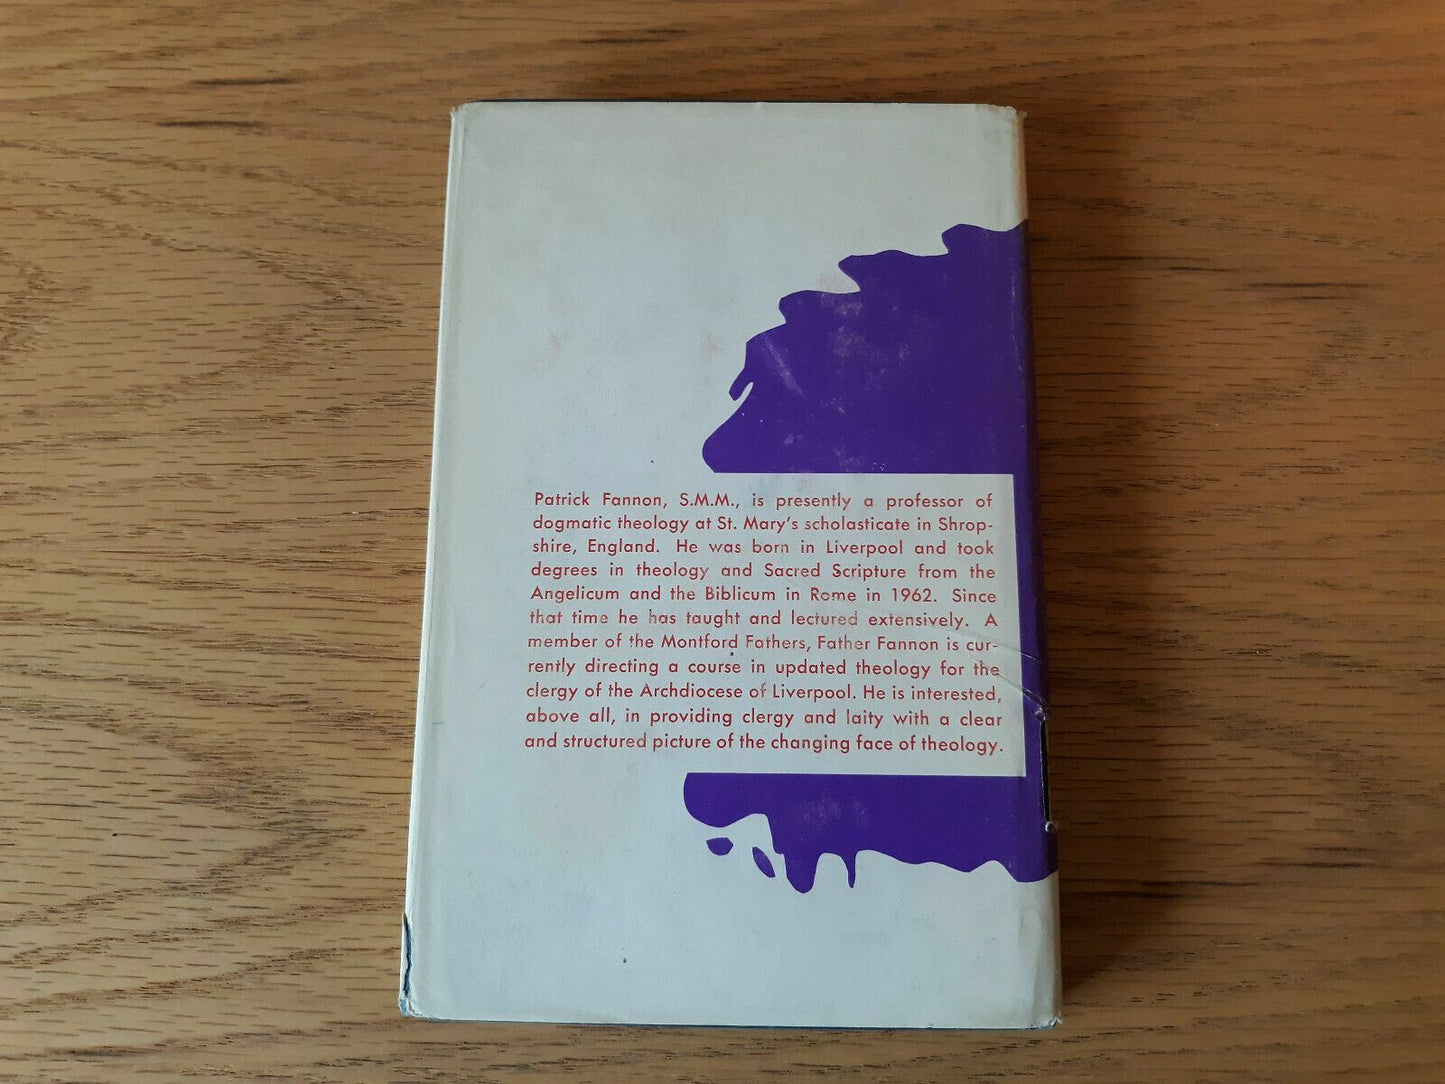 Patrick Fannon, S.M.M., is presently a professor of
dogmatic theology at St. Mary's scholasticate in Shrop-
shire, England. He was born in Liverpool and took
degrees in theology and Sacred Scripture from the
Angelicum and the Biblicum in Rome in 1962. Since
that time he has taught and lectured extensively. A
member of the Montford Fathers, Father Fannon is cur-
rently directing a course in updated theology for the
clergy of the Archdiocese of Liverpool. He is interested,
above all, in providing clergy and laity with a clear
and structured picture of the changing face of theology.